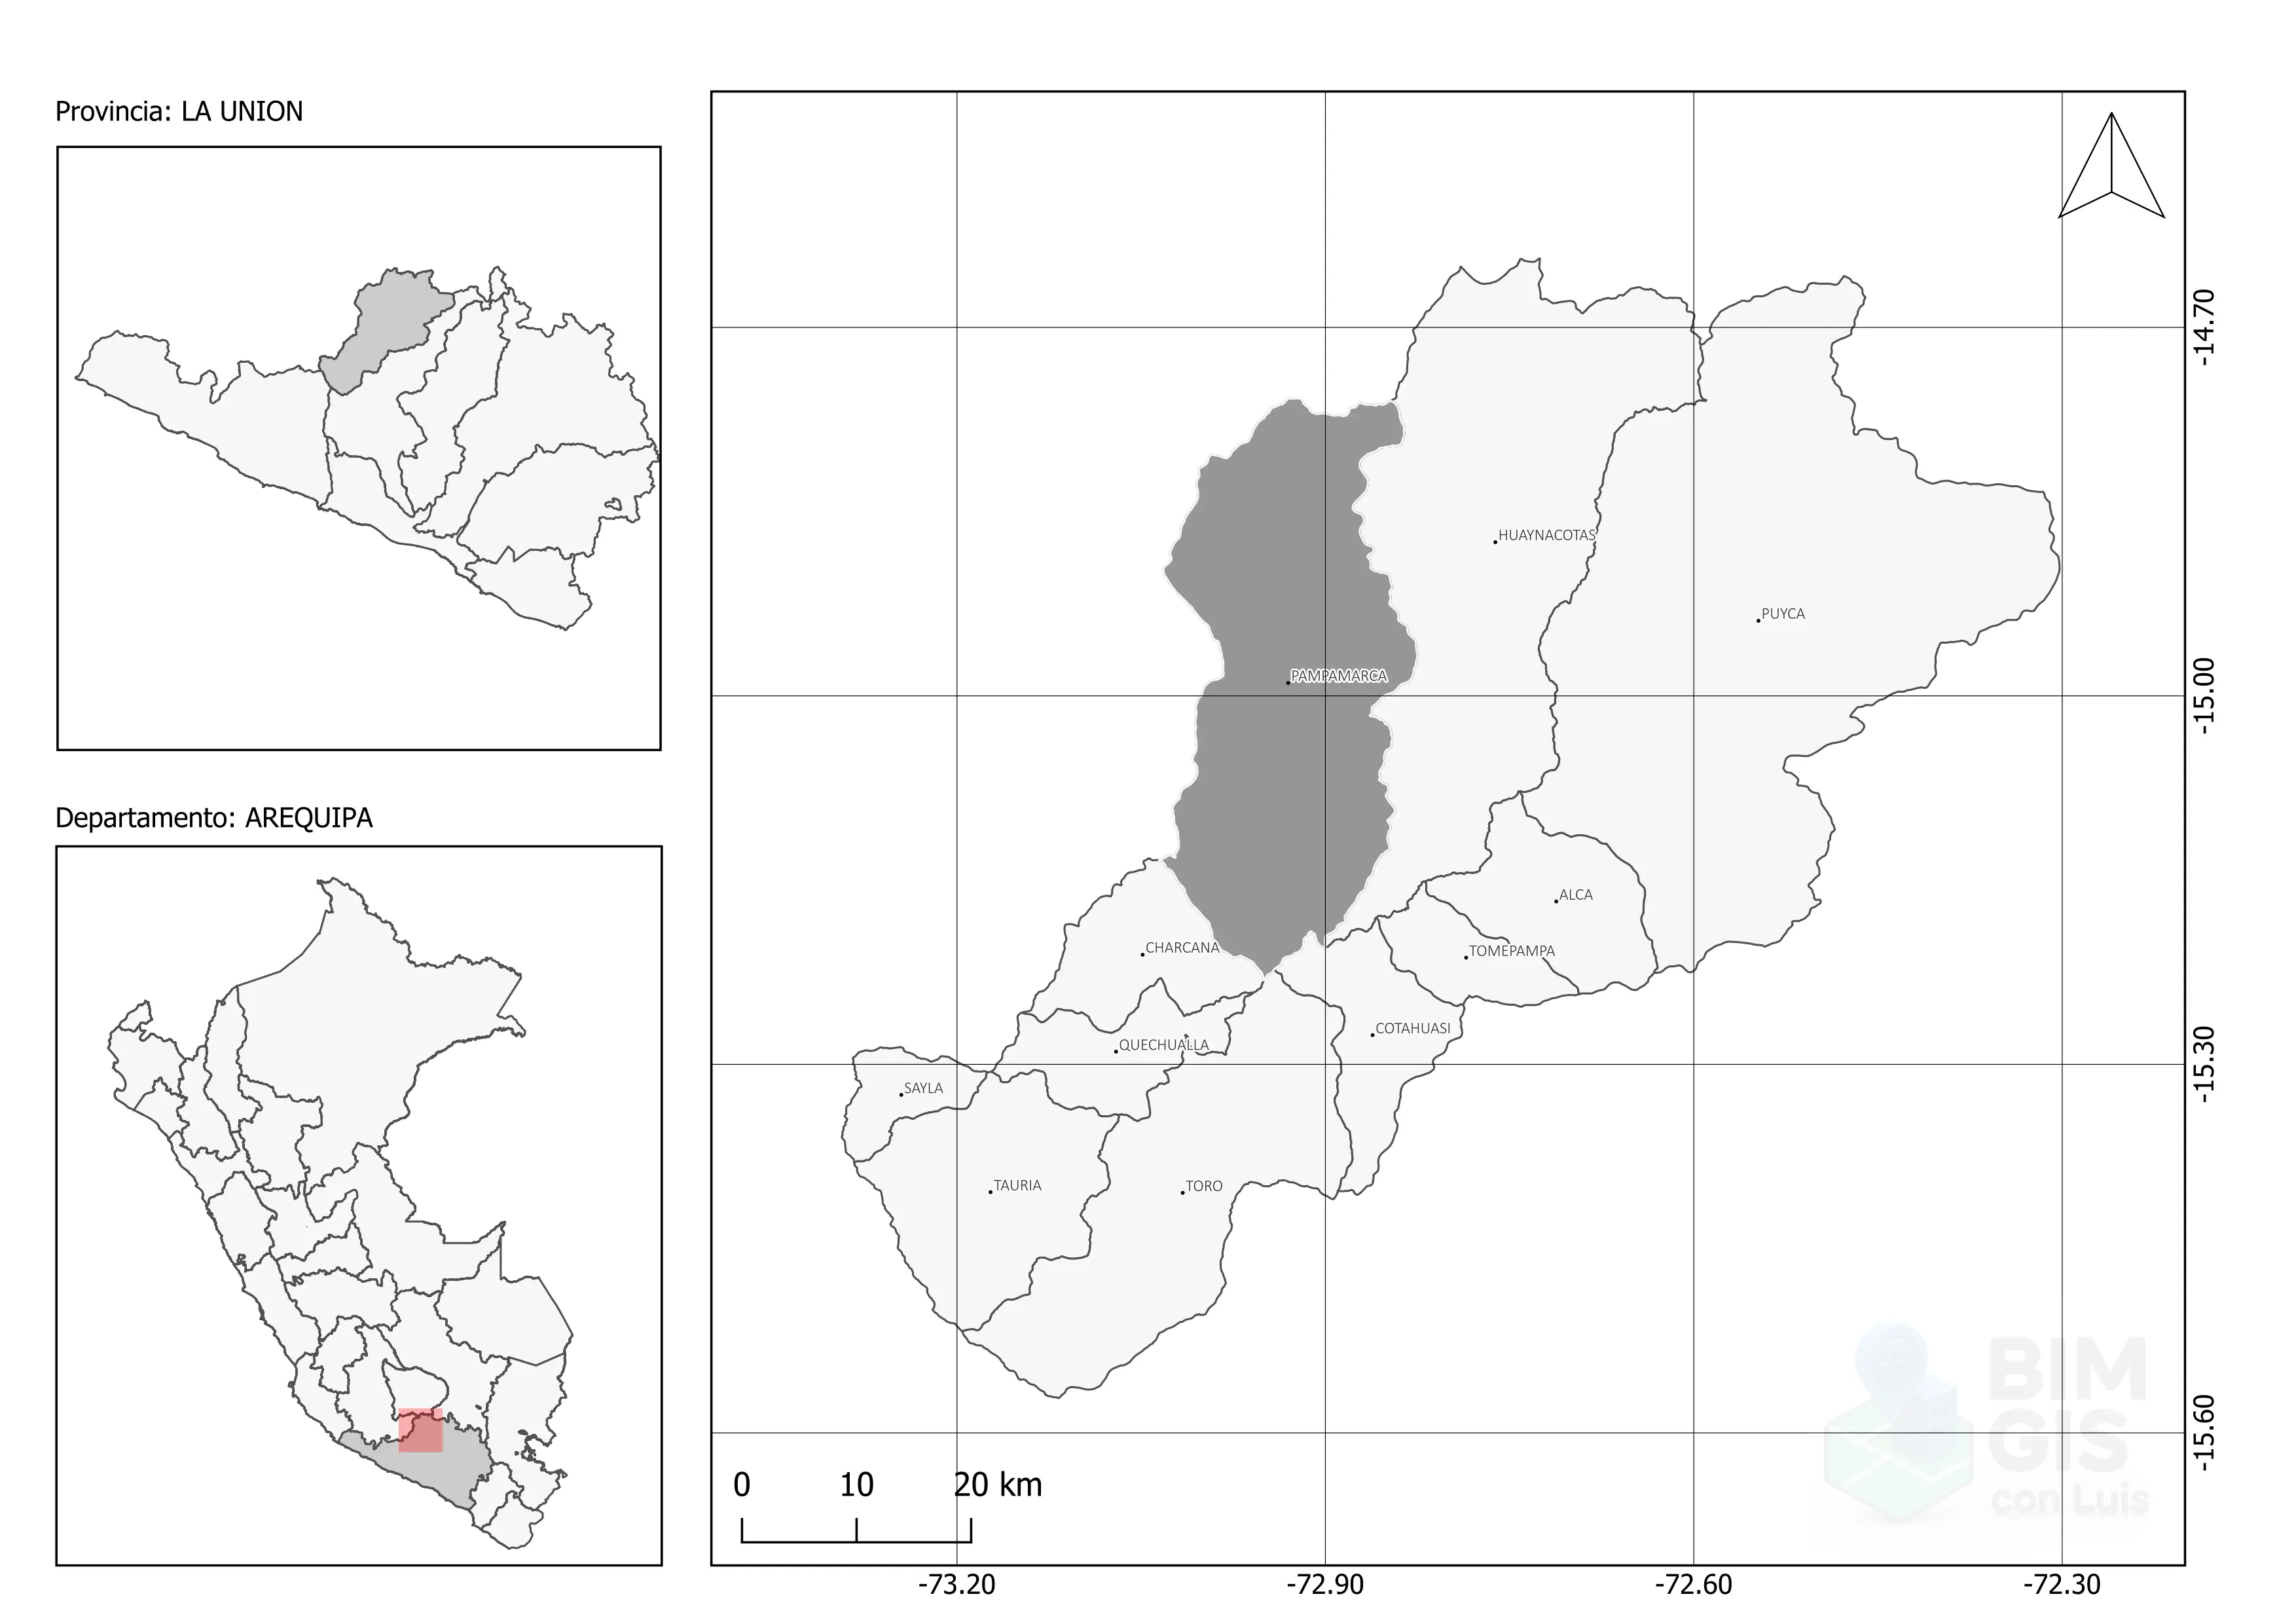 Provincia: LA UNION
Departamento: AREQUIPA
HUAYNACOTAS
PUYCA
PAMPAMARCA
ALCA
CHARCANA
TOMEPAMPA
COTAHUASI
QUECHUALLA
SAYLA
TAURIA
TORO
-14.70
-15.00
-15.30
-15.60
0 10 20 km
-73.20 -72.90 -72.60 -72.30
BIM
GIS
con Luis